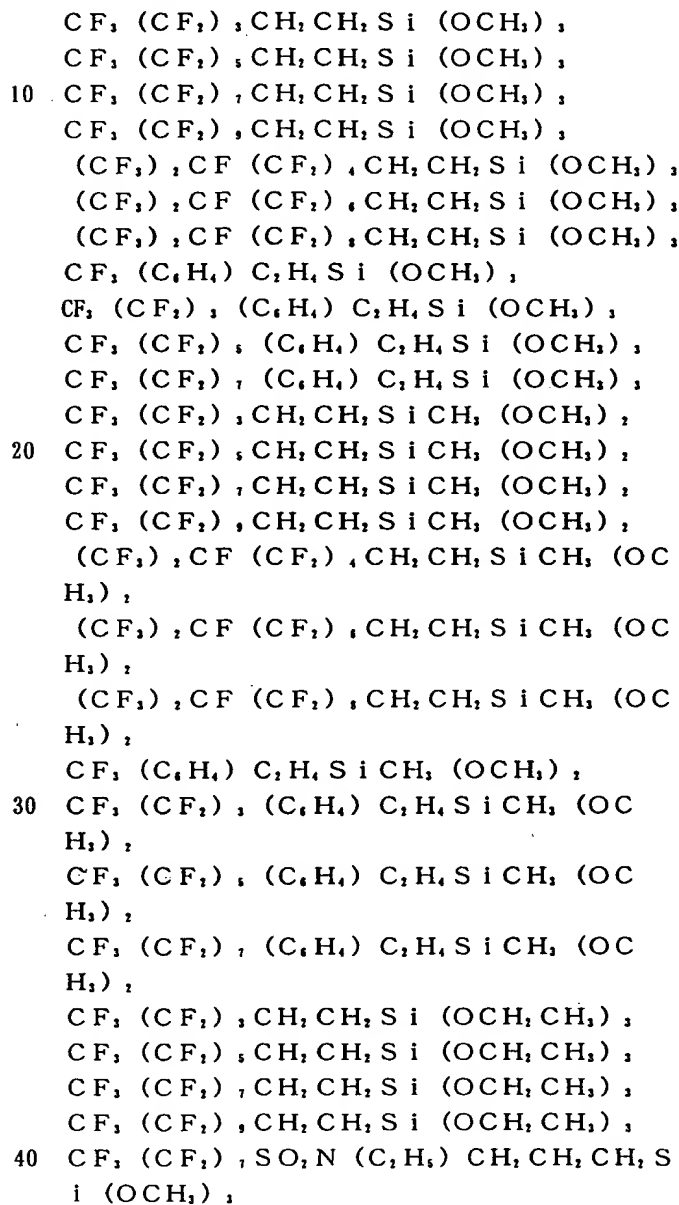 CF₃(CF₂)₃CH₂CH₂Si(OCH₃)₃
CF₃(CF₂)₅CH₂CH₂Si(OCH₃)₃
10 CF₃(CF₂)₇CH₂CH₂Si(OCH₃)₃
CF₃(CF₂)₉CH₂CH₂Si(OCH₃)₃
(CF₃)₂CF(CF₂)₄CH₂CH₂Si(OCH₃)₃
(CF₃)₂CF(CF₂)₆CH₂CH₂Si(OCH₃)₃
(CF₃)₂CF(CF₂)₈CH₂CH₂Si(OCH₃)₃
CF₃(C₆H₄)C₂H₄Si(OCH₃)₃
CF₃(CF₂)₃(C₆H₄)C₂H₄Si(OCH₃)₃
CF₃(CF₂)₅(C₆H₄)C₂H₄Si(OCH₃)₃
CF₃(CF₂)₇(C₆H₄)C₂H₄Si(OCH₃)₃
CF₃(CF₂)₃CH₂CH₂SiCH₃(OCH₃)₂
20 CF₃(CF₂)₅CH₂CH₂SiCH₃(OCH₃)₂
CF₃(CF₂)₇CH₂CH₂SiCH₃(OCH₃)₂
CF₃(CF₂)₉CH₂CH₂SiCH₃(OCH₃)₂
(CF₃)₂CF(CF₂)₄CH₂CH₂SiCH₃(OC
H₃)₂
(CF₃)₂CF(CF₂)₆CH₂CH₂SiCH₃(OC
H₃)₂
(CF₃)₂CF(CF₂)₈CH₂CH₂SiCH₃(OC
H₃)₂
CF₃(C₆H₄)C₂H₄SiCH₃(OCH₃)₂
30 CF₃(CF₂)₃(C₆H₄)C₂H₄SiCH₃(OC
H₃)₂
CF₃(CF₂)₅(C₆H₄)C₂H₄SiCH₃(OC
H₃)₂
CF₃(CF₂)₇(C₆H₄)C₂H₄SiCH₃(OC
H₃)₂
CF₃(CF₂)₃CH₂CH₂Si(OCH₂CH₃)₃
CF₃(CF₂)₅CH₂CH₂Si(OCH₂CH₃)₃
CF₃(CF₂)₇CH₂CH₂Si(OCH₂CH₃)₃
CF₃(CF₂)₉CH₂CH₂Si(OCH₂CH₃)₃
40 CF₃(CF₂)₇SO₂N(C₂H₅)CH₂CH₂CH₂S
i(OCH₃)₃